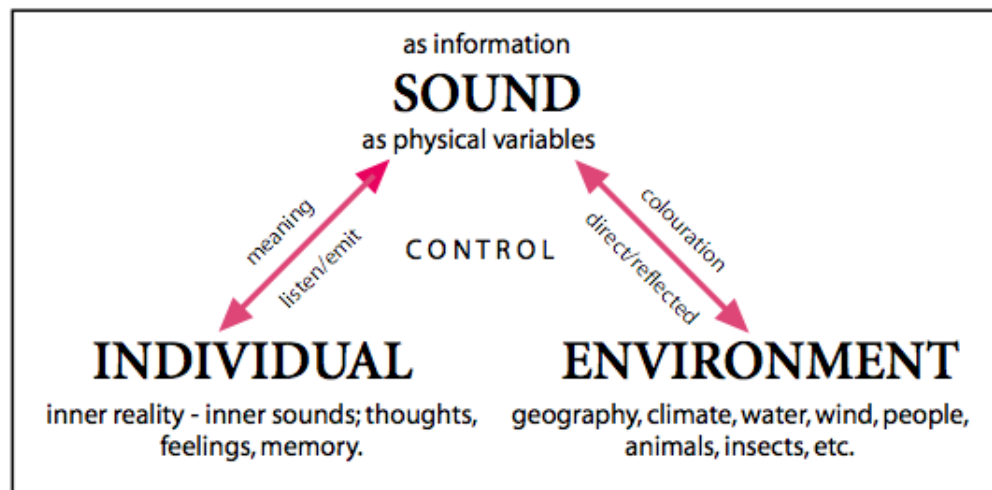 as information
SOUND
as physical variables
meaning
listen/emit
CONTROL
colouration
direct/reflected
INDIVIDUAL
inner reality - inner sounds; thoughts,
feelings, memory.
ENVIRONMENT
geography, climate, water, wind, people,
animals, insects, etc.